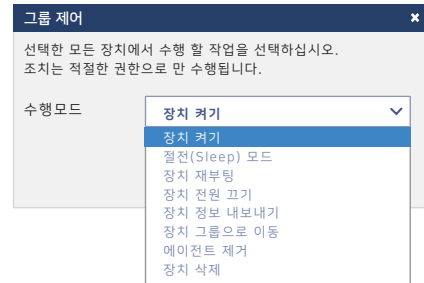 그룹 제어
선택한 모든 장치에서 수행 할 작업을 선택하십시오.
조치는 적절한 권한으로 만 수행됩니다.
수행모드
장치 켜기
장치 켜기
절전(Sleep) 모드
장치 재부팅
장치 전원 끄기
장치 정보 내보내기
장치 그룹으로 이동
에이전트 제거
장치 삭제